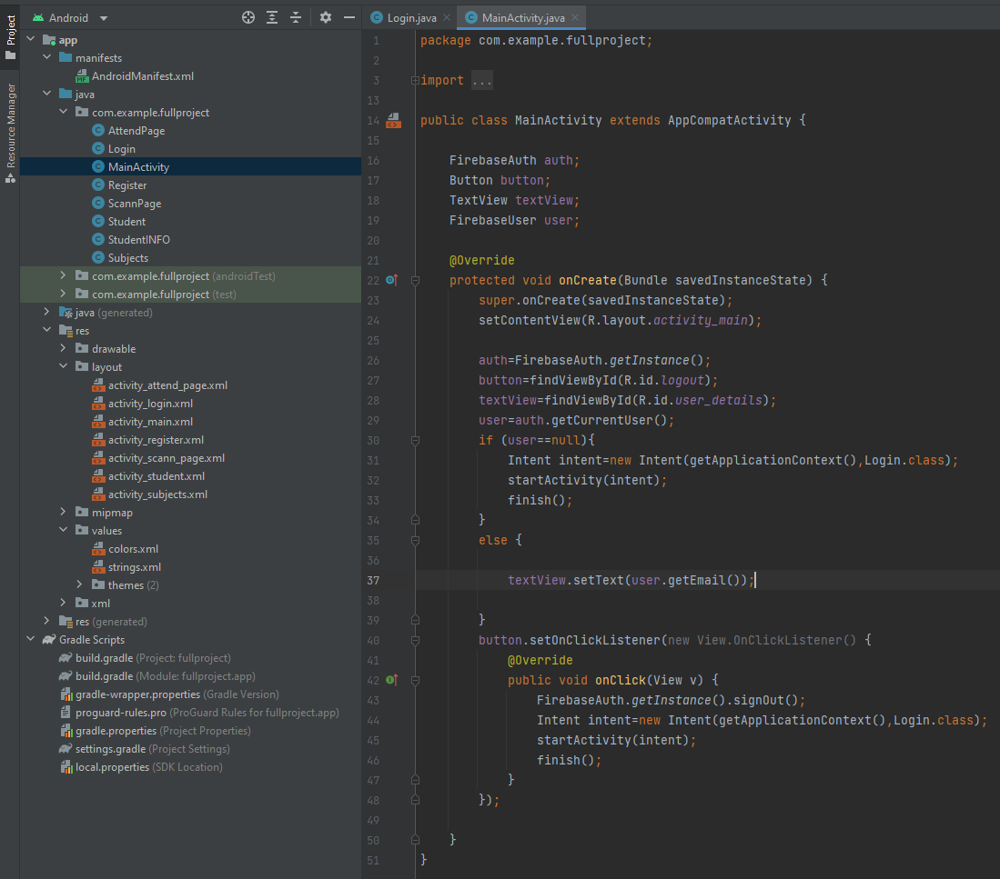 Project
Resource Manager
Android
app
manifests
AndroidManifest.xml
java
com.example.fullproject
AttendPage
Login
MainActivity
Register
ScannPage
Student
StudentINFO
Subjects
com.example.fullproject (androidTest)
com.example.fullproject (test)
java (generated)
res
drawable
layout
activity_attend_page.xml
activity_login.xml
activity_main.xml
activity_register.xml
activity_scann_page.xml
activity_student.xml
activity_subjects.xml
mipmap
values
colors.xml
strings.xml
themes (2)
xml
res (generated)
Gradle Scripts
build.gradle (Project: fullproject)
build.gradle (Module: fullproject.app)
gradle-wrapper.properties (Gradle Version)
proguard-rules.pro (ProGuard Rules for fullproject.app)
gradle.properties (Project Properties)
settings.gradle (Project Settings)
local.properties (SDK Location)
Login.java MainActivity.java
1 package com.example.fullproject;
2
3 import ...
13
14 public class MainActivity extends AppCompatActivity {
15
16 FirebaseAuth auth;
17 Button button;
18 TextView textView;
19 FirebaseUser user;
20
21 @Override
22 protected void onCreate(Bundle savedInstanceState) {
23 super.onCreate(savedInstanceState);
24 setContentView(R.layout.activity_main);
25
26 auth=FirebaseAuth.getInstance();
27 button=findViewById(R.id.logout);
28 textView=findViewById(R.id.user_details);
29 user=auth.getCurrentUser();
30 if (user==null){
31 Intent intent=new Intent(getApplicationContext(),Login.class);
32 startActivity(intent);
33 finish();
34 }
35 else {
36
37 textView.setText(user.getEmail());
38
39 }
40 button.setOnClickListener(new View.OnClickListener() {
41 @Override
42 public void onClick(View v) {
43 FirebaseAuth.getInstance().signOut();
44 Intent intent=new Intent(getApplicationContext(),Login.class);
45 startActivity(intent);
46 finish();
47 }
48 });
49
50 }
51 }